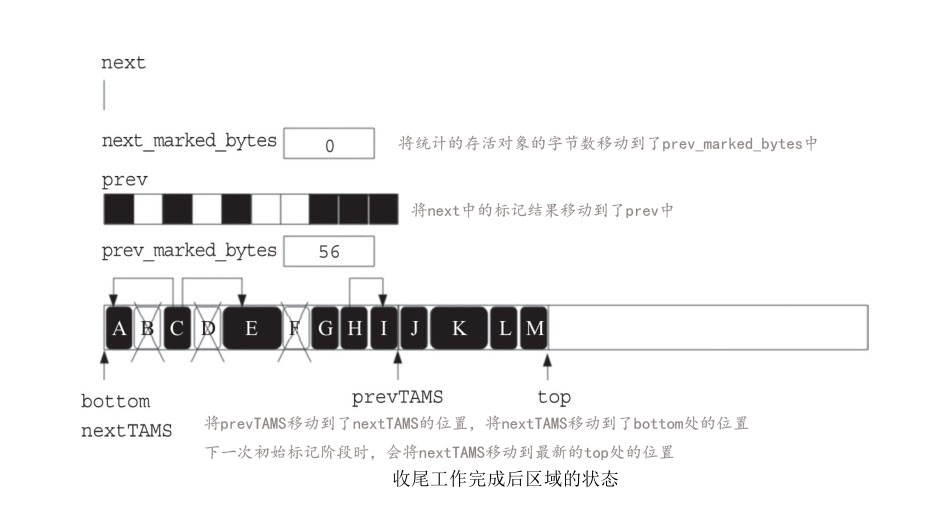 next
next_marked_bytes 0 将统计的存活对象的字节数移动到了prev_marked_bytes中
prev
将next中的标记结果移动到了prev中
prev_marked_bytes 56
A B C D E F G H I J K L M
bottom prevTAMS top
nextTAMS 将prevTAMS移动到了nextTAMS的位置，将nextTAMS移动到了bottom处的位置
下一次初始标记阶段时，会将nextTAMS移动到最新的top处的位置
收尾工作完成后区域的状态